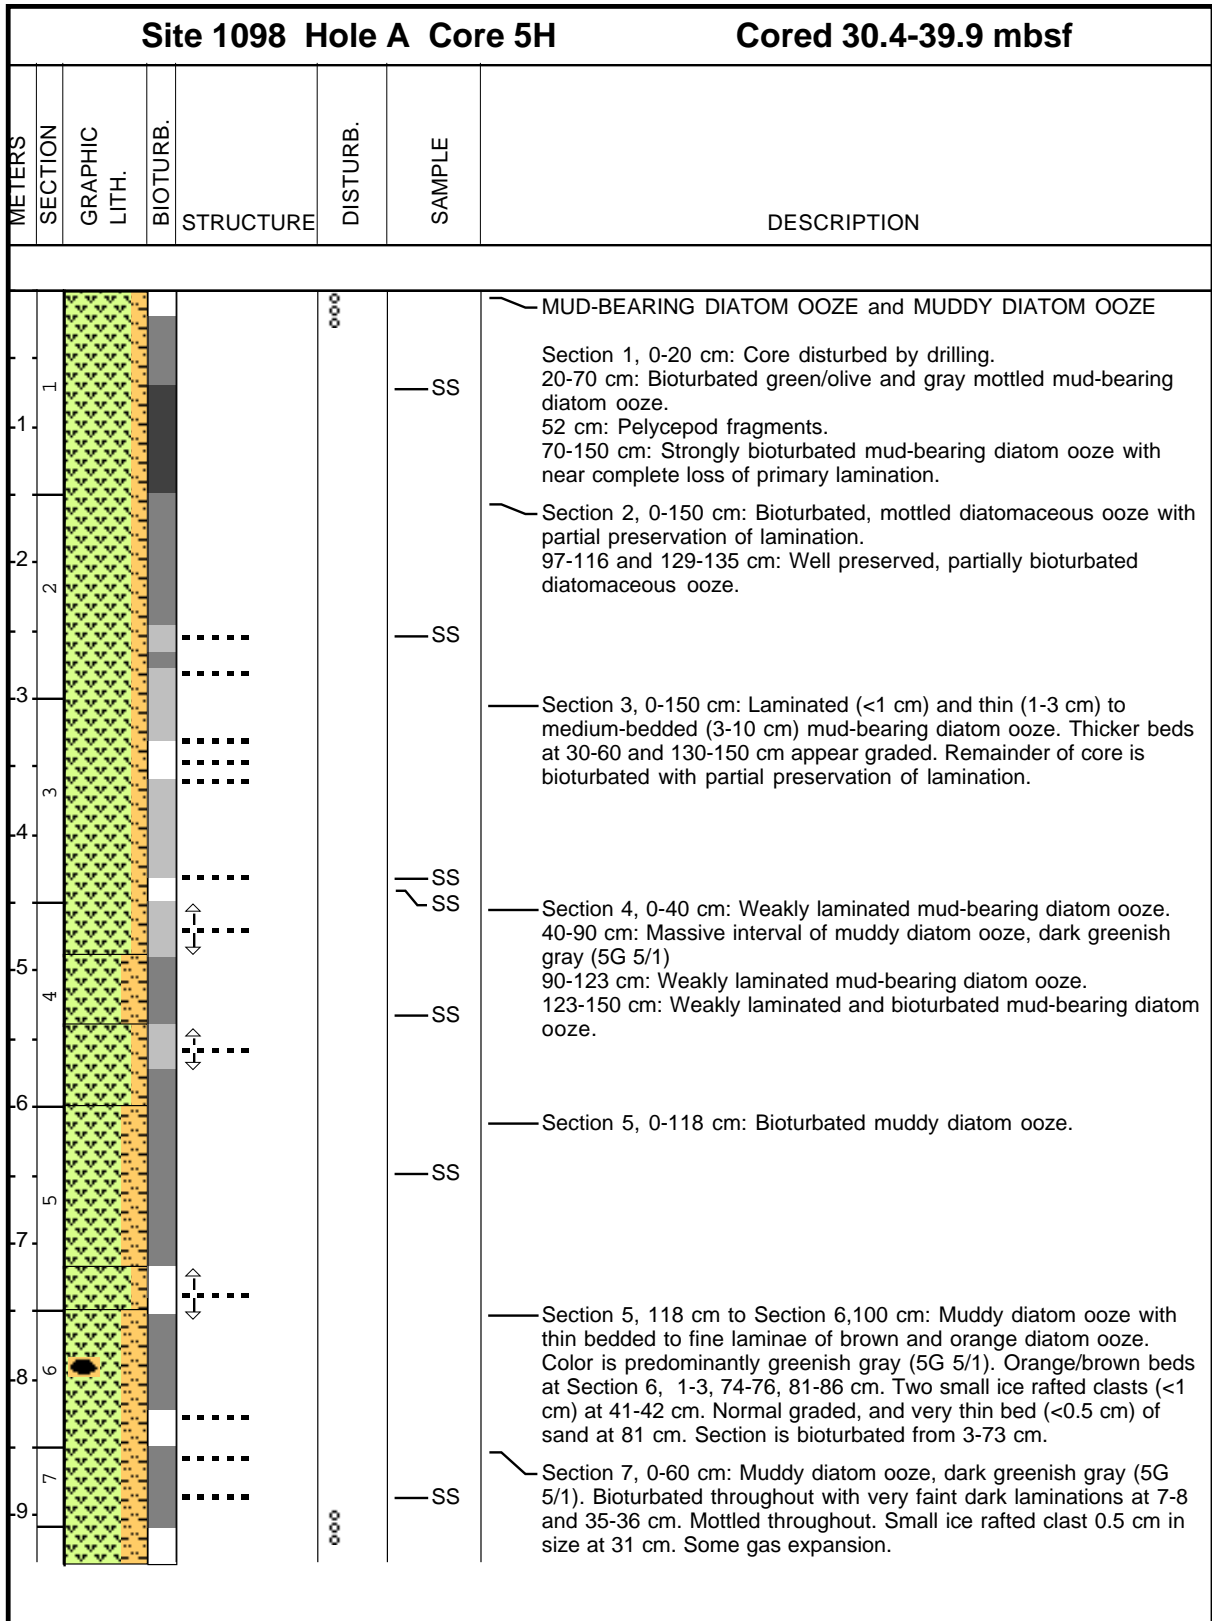 Site 1098 Hole A Core 5H Cored 30.4-39.9 mbsf
METERS
SECTION
GRAPHIC
LITH.
BIOTURB.
STRUCTURE
DISTURB.
SAMPLE
DESCRIPTION
MUD-BEARING DIATOM OOZE and MUDDY DIATOM OOZE
Section 1, 0-20 cm: Core disturbed by drilling.
20-70 cm: Bioturbated green/olive and gray mottled mud-bearing
diatom ooze.
52 cm: Pelycepod fragments.
70-150 cm: Strongly bioturbated mud-bearing diatom ooze with
near complete loss of primary lamination.
1
SS
1
Section 2, 0-150 cm: Bioturbated, mottled diatomaceous ooze with
partial preservation of lamination.
97-116 and 129-135 cm: Well preserved, partially bioturbated
diatomaceous ooze.
2
2
SS
3
Section 3, 0-150 cm: Laminated (<1 cm) and thin (1-3 cm) to
medium-bedded (3-10 cm) mud-bearing diatom ooze. Thicker beds
at 30-60 and 130-150 cm appear graded. Remainder of core is
bioturbated with partial preservation of lamination.
3
4
SS
SS
Section 4, 0-40 cm: Weakly laminated mud-bearing diatom ooze.
40-90 cm: Massive interval of muddy diatom ooze, dark greenish
gray (5G 5/1)
90-123 cm: Weakly laminated mud-bearing diatom ooze.
123-150 cm: Weakly laminated and bioturbated mud-bearing diatom
ooze.
5
4
SS
6
Section 5, 0-118 cm: Bioturbated muddy diatom ooze.
SS
5
7
Section 5, 118 cm to Section 6,100 cm: Muddy diatom ooze with
thin bedded to fine laminae of brown and orange diatom ooze.
Color is predominantly greenish gray (5G 5/1). Orange/brown beds
at Section 6, 1-3, 74-76, 81-86 cm. Two small ice rafted clasts (<1
cm) at 41-42 cm. Normal graded, and very thin bed (<0.5 cm) of
sand at 81 cm. Section is bioturbated from 3-73 cm.
6
8
Section 7, 0-60 cm: Muddy diatom ooze, dark greenish gray (5G
5/1). Bioturbated throughout with very faint dark laminations at 7-8
and 35-36 cm. Mottled throughout. Small ice rafted clast 0.5 cm in
size at 31 cm. Some gas expansion.
7
SS
9